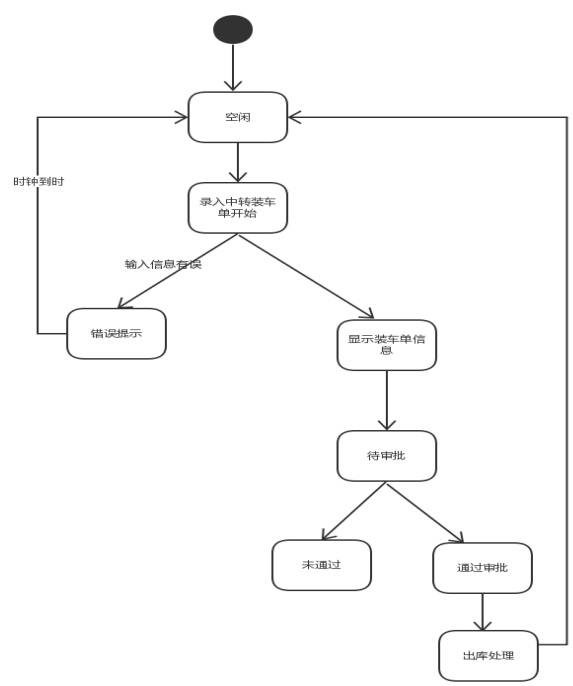 空闲
时钟到时
录入中转装车
单开始
输入信息有误
错误提示
显示装车单信
息
待审批
未通过
通过审批
出库处理